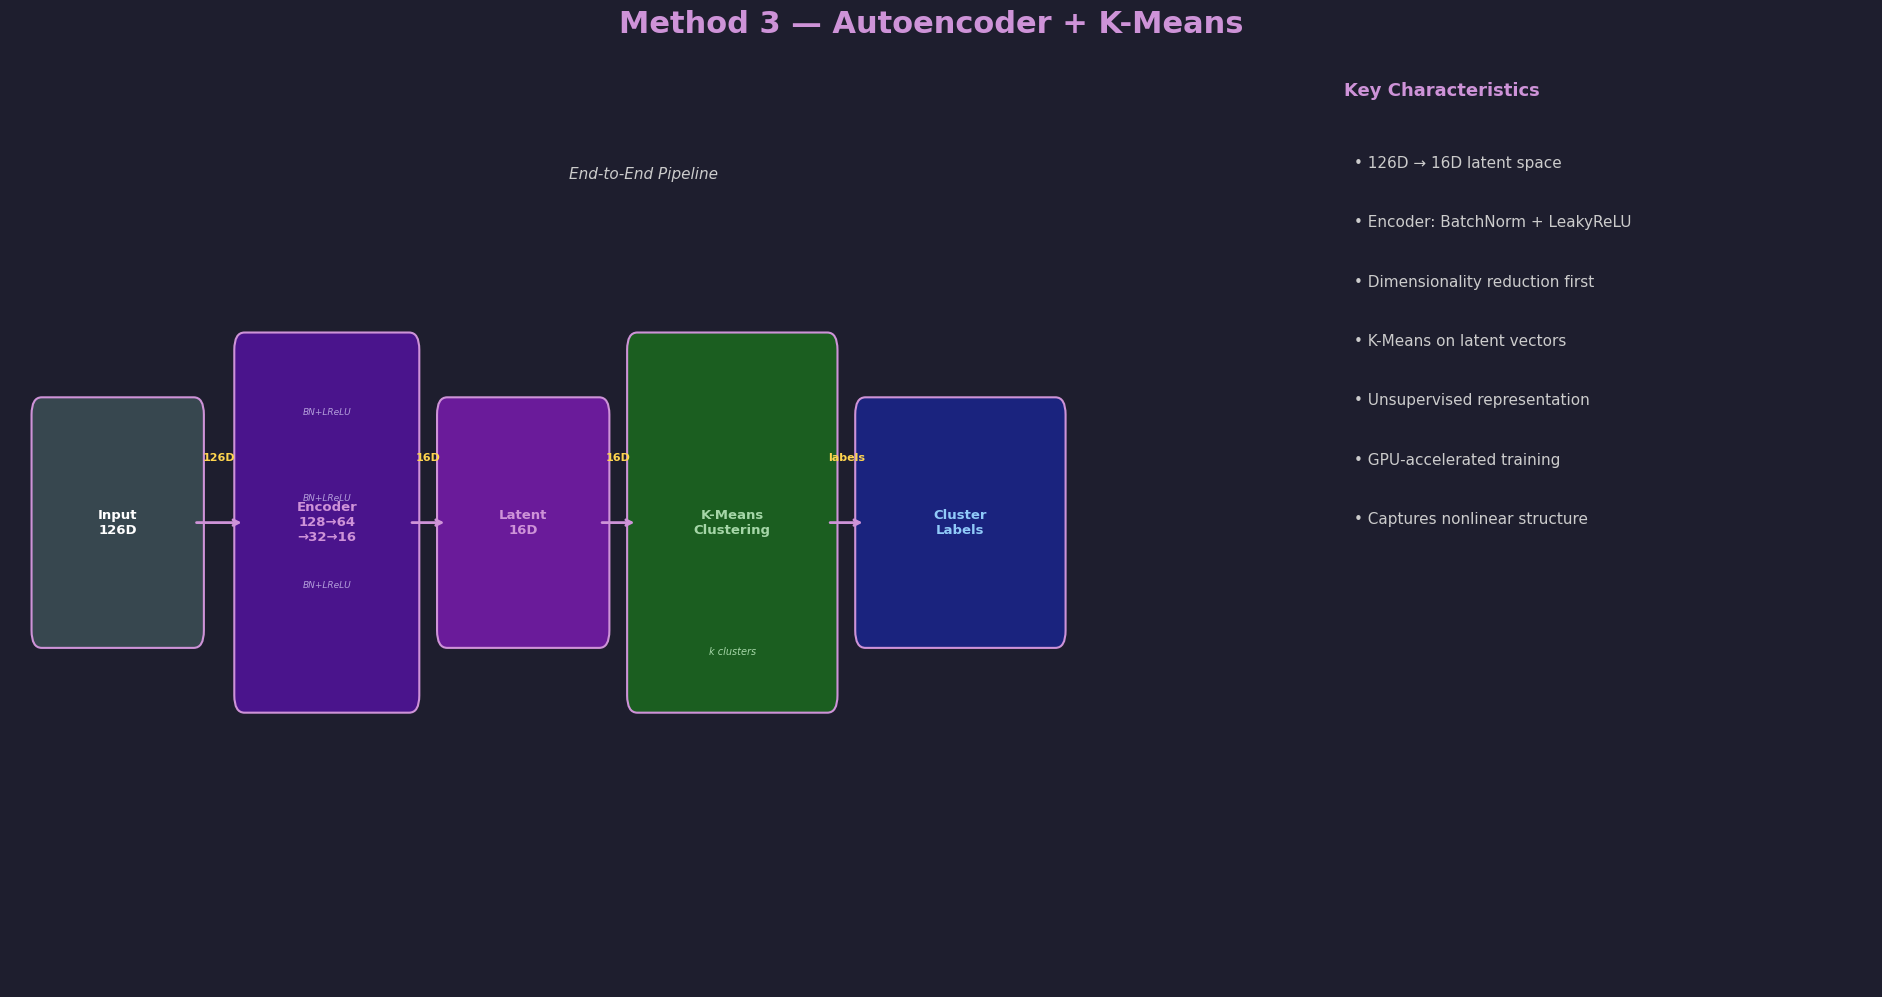 Method 3 — Autoencoder + K-Means
End-to-End Pipeline
Input
126D
126D
BN+LReLU
BN+LReLU
Encoder
128→64
→32→16
BN+LReLU
16D
Latent
16D
16D
K-Means
Clustering
k clusters
labels
Cluster
Labels
Key Characteristics
• 126D → 16D latent space
• Encoder: BatchNorm + LeakyReLU
• Dimensionality reduction first
• K-Means on latent vectors
• Unsupervised representation
• GPU-accelerated training
• Captures nonlinear structure